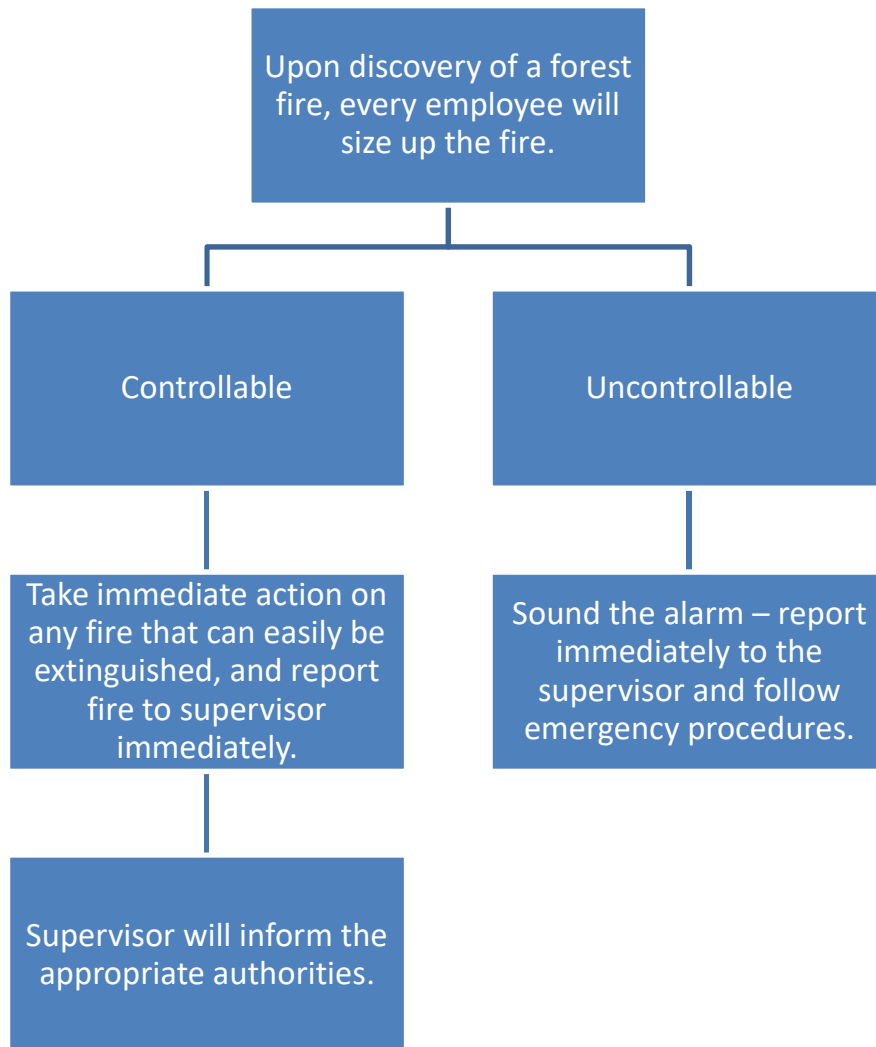 Upon discovery of a forest
fire, every employee will
size up the fire.
Controllable
Uncontrollable
Take immediate action on
any fire that can easily be
extinguished, and report
fire to supervisor
immediately.
Sound the alarm – report
immediately to the
supervisor and follow
emergency procedures.
Supervisor will inform the
appropriate authorities.